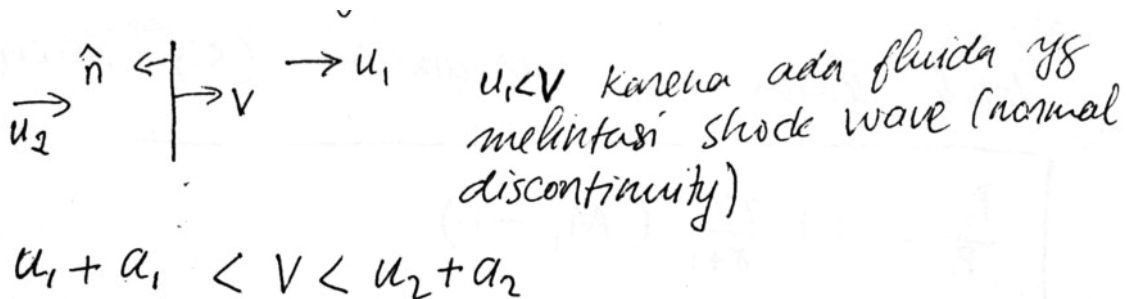 n̂ ← → V → u₁
u₂
u₁<V karena ada fluida yg
melintasi shock wave (normal
discontinuity)
u₁ + a₁ < V < u₂ + a₂